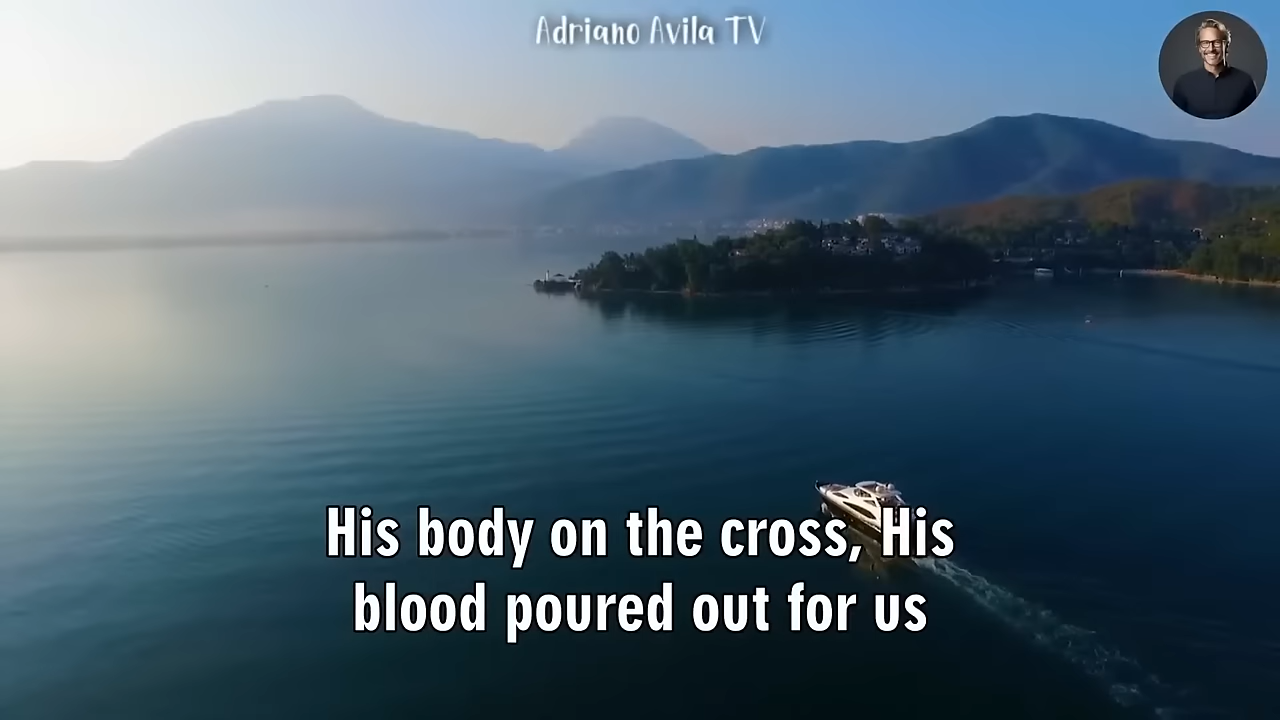 Adriano Avila TV
His body on the cross, His
blood poured out for us